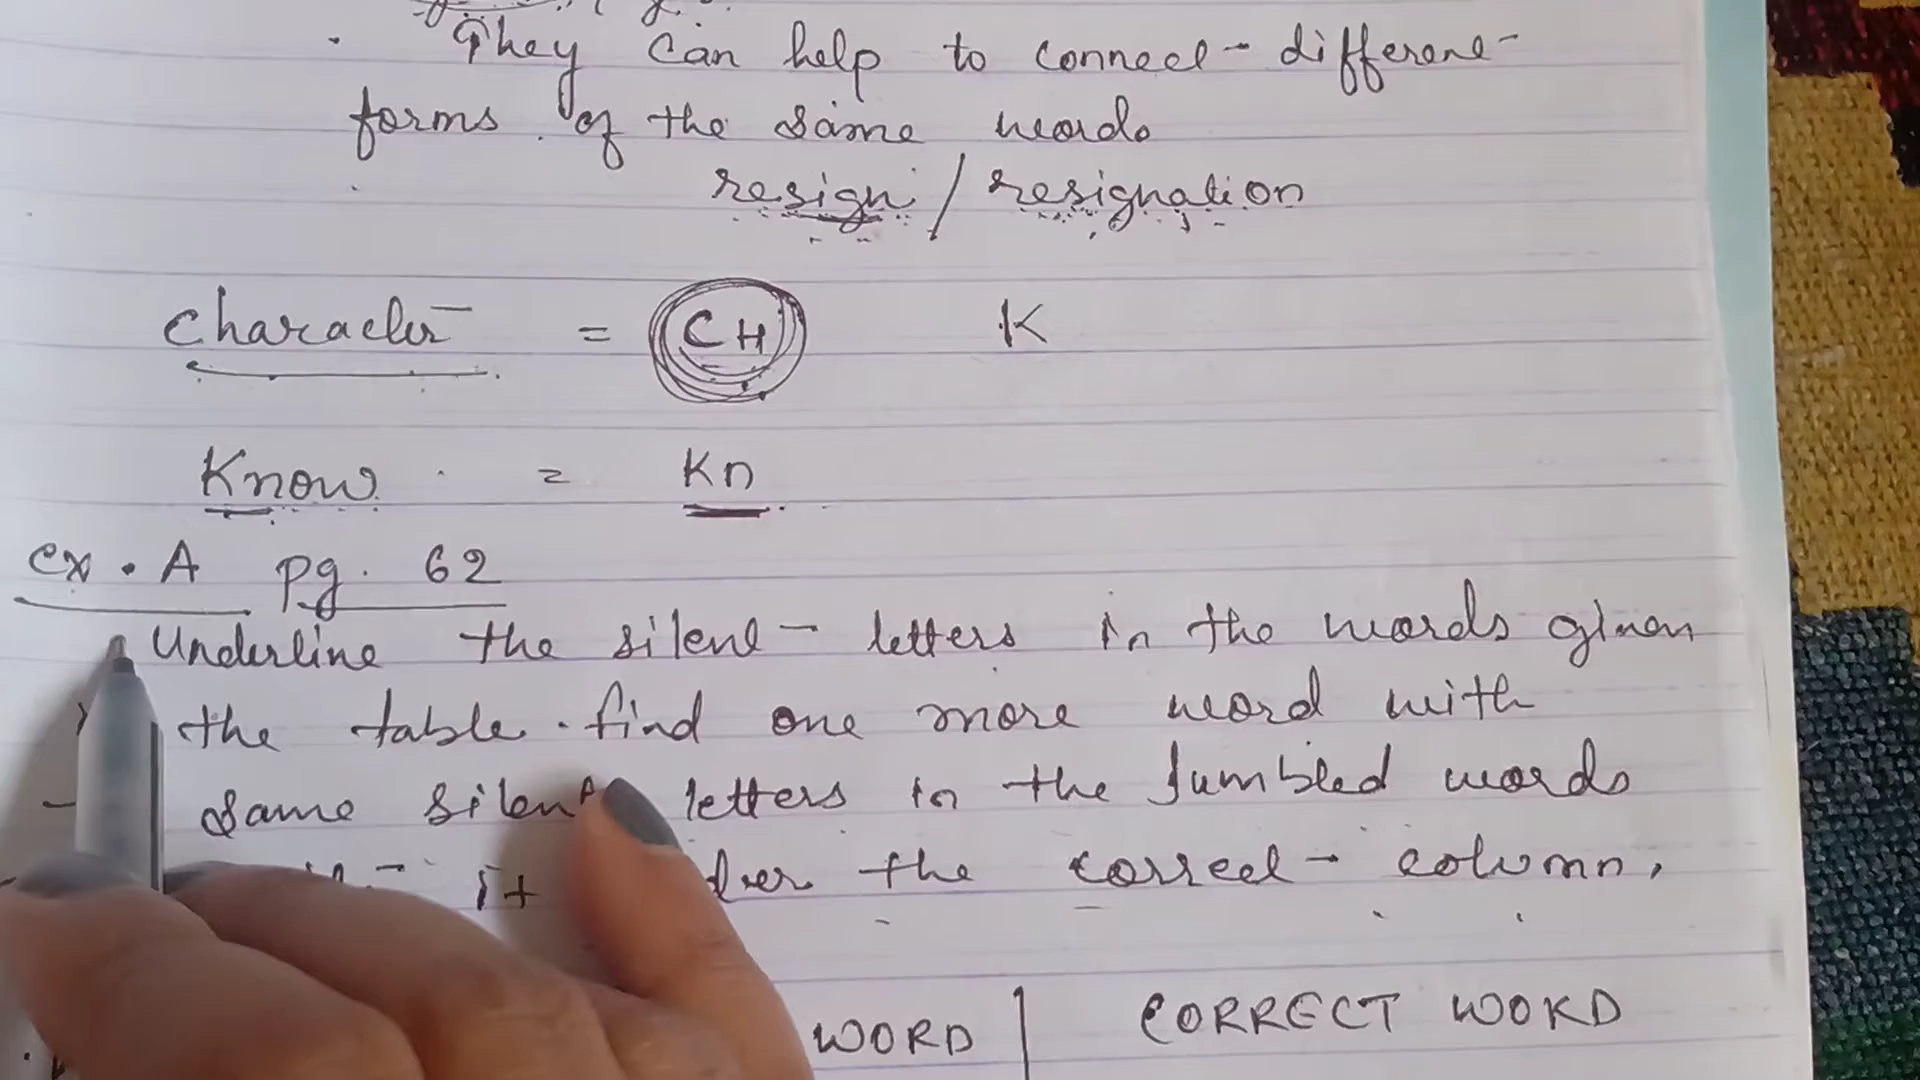 . They can help to connect different
forms of the same words
resign / resignation
character = CH K
Know = Kn
ex. A pg. 62
Underline the silent letters in the words given
the table. find one more word with
same silent letters in the Jumbled words
it the correct column.
WORD | CORRECT WORD